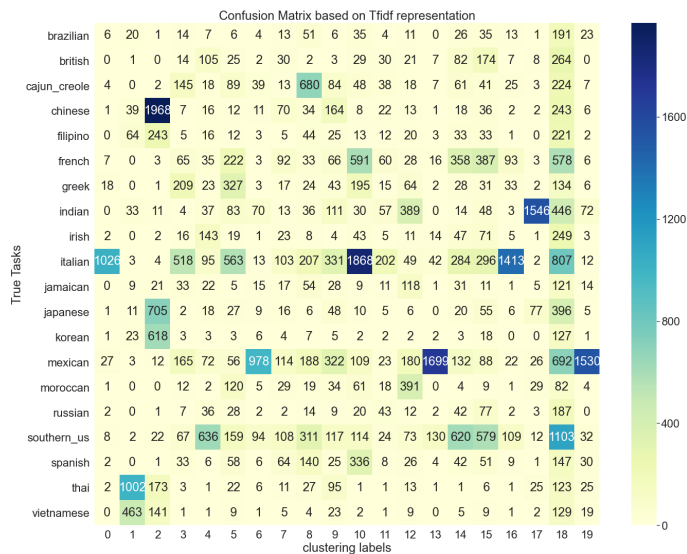 Confusion Matrix based on Tfidf representation
True Tasks
brazilian 6 20 1 14 7 6 4 13 51 6 35 4 11 0 26 35 13 1 191 23
british 0 1 0 14 105 25 2 30 2 3 29 30 21 7 82 174 7 8 264 0
cajun_creole 4 0 2 145 18 89 39 13 680 84 48 38 18 7 61 41 25 3 224 7
chinese 1 39 1968 7 16 12 11 70 34 164 8 22 13 1 18 36 2 2 243 6
filipino 0 64 243 5 16 12 3 5 44 25 13 12 20 3 33 33 1 0 221 2
french 7 0 3 65 35 222 3 92 33 66 591 60 28 16 358 387 93 3 578 6
greek 18 0 1 209 23 327 3 17 24 43 195 15 64 2 28 31 33 2 134 6
indian 0 33 11 4 37 83 70 13 36 111 30 57 389 0 14 48 3 1546 446 72
irish 2 0 2 16 143 19 1 23 8 4 43 5 11 14 47 71 5 1 249 3
italian 1026 3 4 518 95 563 13 103 207 331 1868 202 49 42 284 296 1413 2 807 12
jamaican 0 9 21 33 22 5 15 17 54 28 9 11 118 1 31 11 5 1 121 14
japanese 1 11 705 2 18 27 9 16 6 48 10 5 6 0 20 55 6 77 396 5
korean 1 23 618 3 3 3 6 4 7 5 2 2 2 2 3 18 0 0 127 1
mexican 27 3 12 165 72 56 978 114 188 322 109 23 180 1699 132 88 22 26 692 1530
moroccan 1 0 0 12 2 120 5 29 19 34 61 18 391 0 4 9 1 29 82 4
russian 2 0 1 7 36 28 2 2 14 9 20 43 12 2 42 77 2 3 187 0
southern_us 8 2 22 67 636 159 94 108 311 117 114 24 73 130 620 579 109 12 1103 32
spanish 2 0 1 33 6 58 6 64 140 25 336 8 26 4 42 51 9 1 147 30
thai 2 1002 173 3 1 22 6 11 27 95 1 1 13 1 1 6 1 25 123 25
vietnamese 0 463 141 1 1 9 1 5 4 23 2 1 9 0 5 9 1 2 129 19
0 1 2 3 4 5 6 7 8 9 10 11 12 13 14 15 16 17 18 19
clustering labels
1600
1200
800
400
0